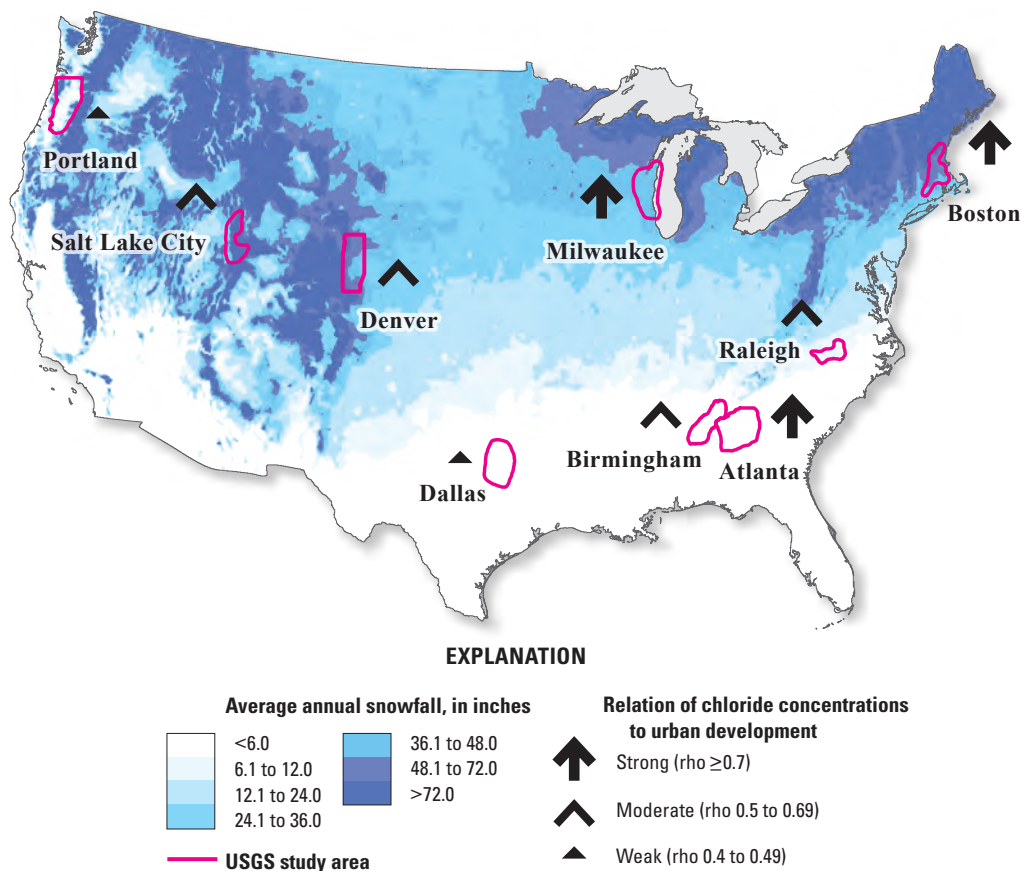 Portland
Salt Lake City
Denver
Milwaukee
Boston
Raleigh
Birmingham
Atlanta
Dallas
EXPLANATION
Average annual snowfall, in inches
<6.0
6.1 to 12.0
12.1 to 24.0
24.1 to 36.0
36.1 to 48.0
48.1 to 72.0
>72.0
USGS study area
Relation of chloride concentrations
to urban development
Strong (rho ≥0.7)
Moderate (rho 0.5 to 0.69)
Weak (rho 0.4 to 0.49)